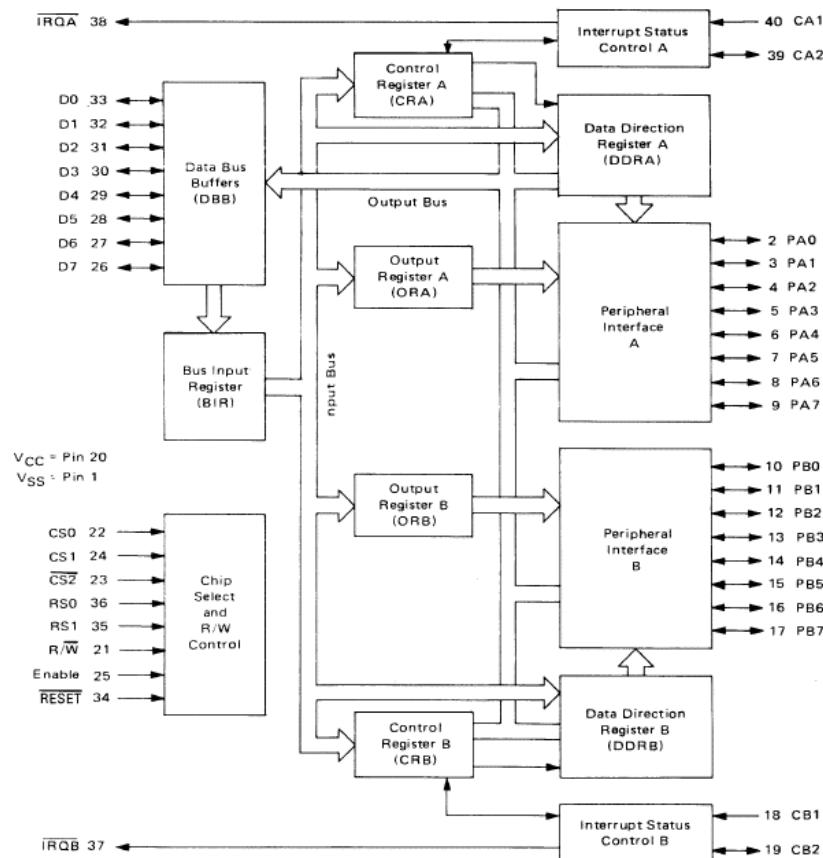 IRQA 38
Interrupt Status
Control A
40 CA1
39 CA2
Control
Register A
(CRA)
D0 33
D1 32
D2 31
D3 30
D4 29
D5 28
D6 27
D7 26
Data Bus
Buffers
(DBB)
Data Direction
Register A
(DDRA)
Output Bus
Output
Register A
(ORA)
Peripheral
Interface
A
2 PA0
3 PA1
4 PA2
5 PA3
6 PA4
7 PA5
8 PA6
9 PA7
Bus Input
Register
(BIR)
nput Bus
VCC = Pin 20
VSS = Pin 1
Output
Register B
(ORB)
Peripheral
Interface
B
10 PB0
11 PB1
12 PB2
13 PB3
14 PB4
15 PB5
16 PB6
17 PB7
CS0 22
CS1 24
CS2 23
RS0 36
RS1 35
R/W 21
Enable 25
RESET 34
Chip
Select
and
R/W
Control
Control
Register B
(CRB)
Data Direction
Register B
(DDRB)
Interrupt Status
Control B
18 CB1
19 CB2
IRQB 37